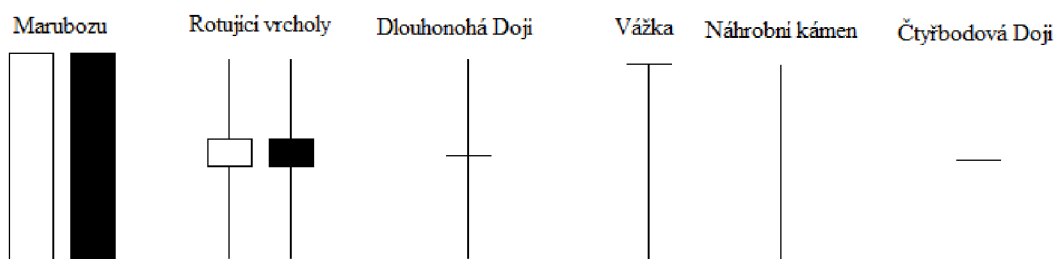 Marubozu
Rotující vrcholy
Dlouhonohá Doji
Vážka
Náhrobní kámen
Čtyřbodová Doji